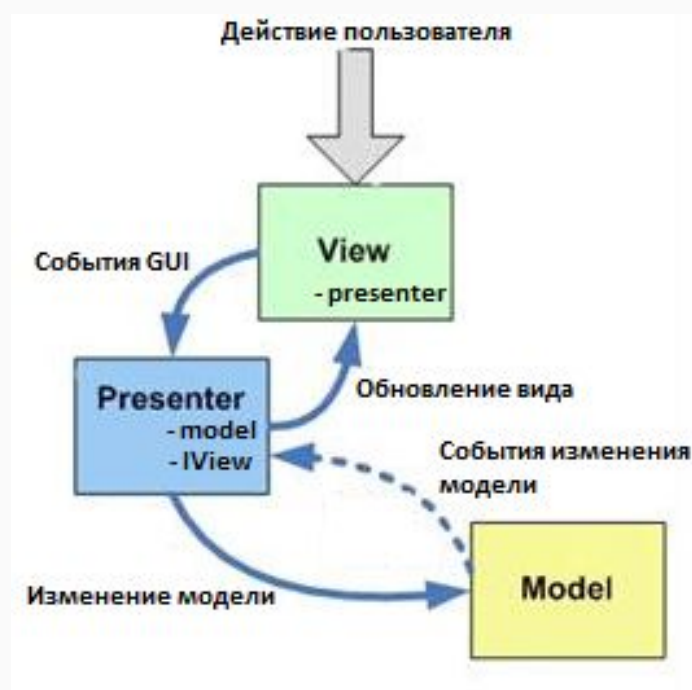 Действие пользователя
View
- presenter
События GUI
Обновление вида
Presenter
- model
- IView
События изменения
модели
Изменение модели
Model